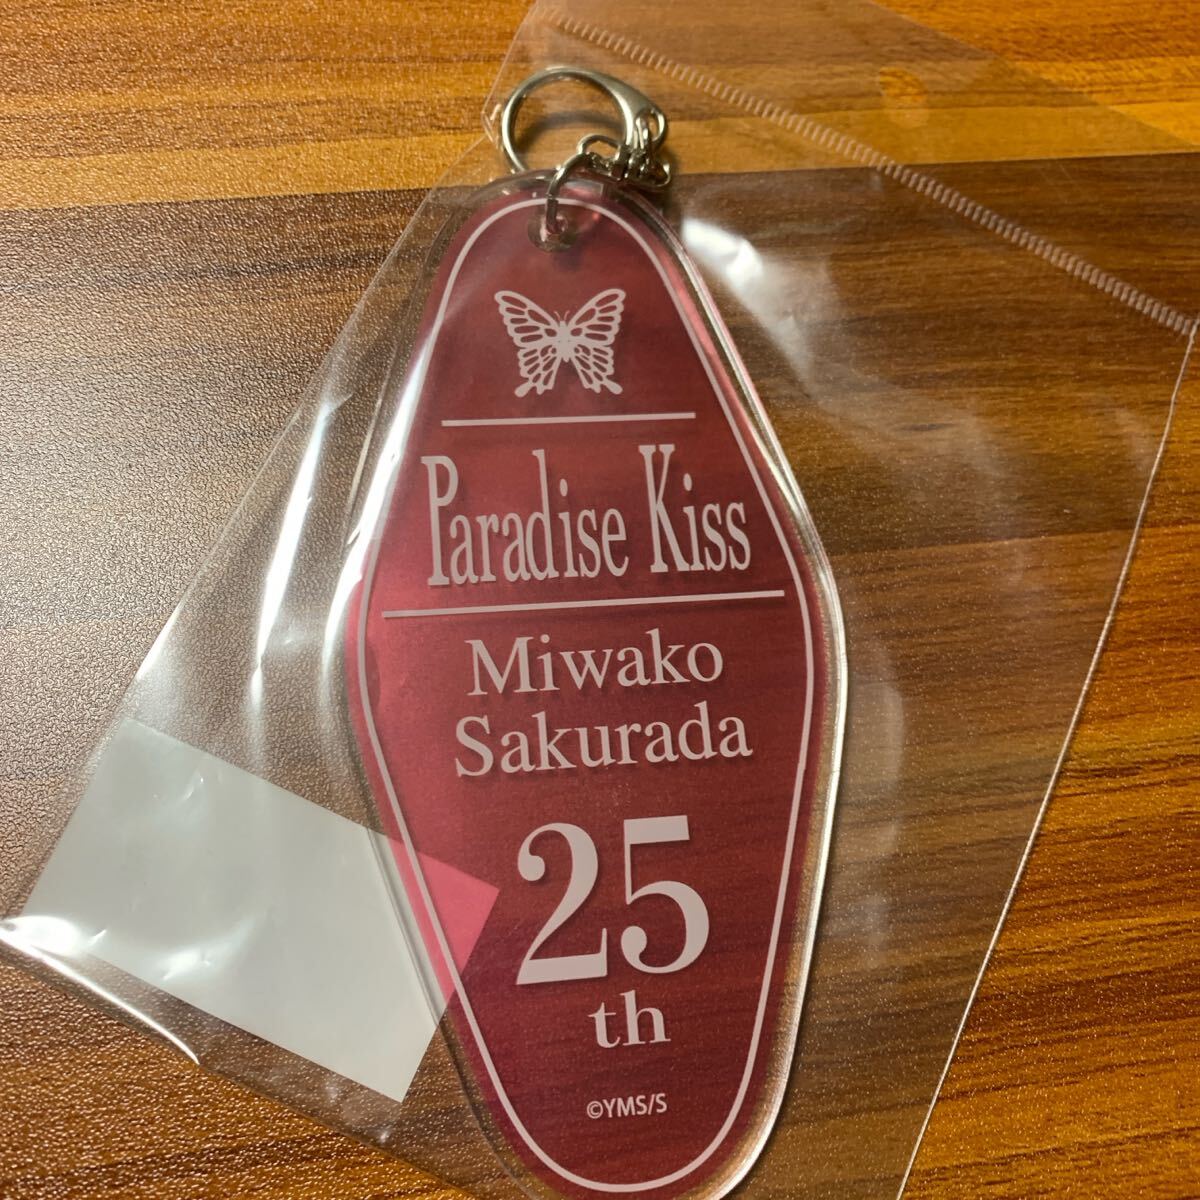 Paradise Kiss
Miwako
Sakurada
25
th
©YMS/S